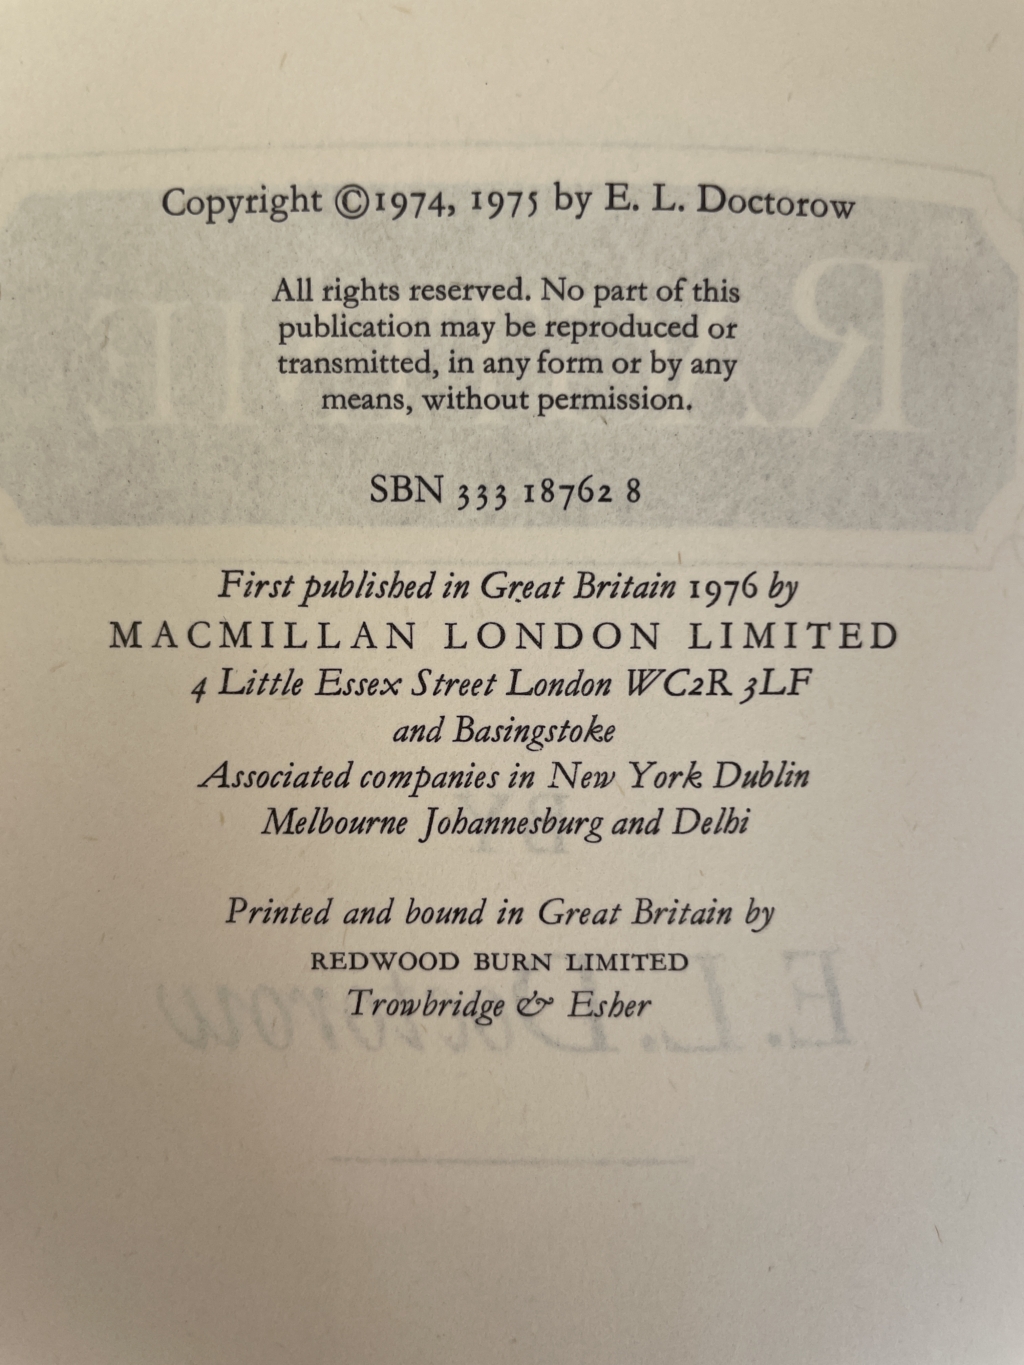 Copyright ©1974, 1975 by E. L. Doctorow
All rights reserved. No part of this
publication may be reproduced or
transmitted, in any form or by any
means, without permission.
SBN 333 18762 8
First published in Great Britain 1976 by
MACMILLAN LONDON LIMITED
4 Little Essex Street London WC2R 3LF
and Basingstoke
Associated companies in New York Dublin
Melbourne Johannesburg and Delhi
Printed and bound in Great Britain by
REDWOOD BURN LIMITED
Trowbridge & Esher